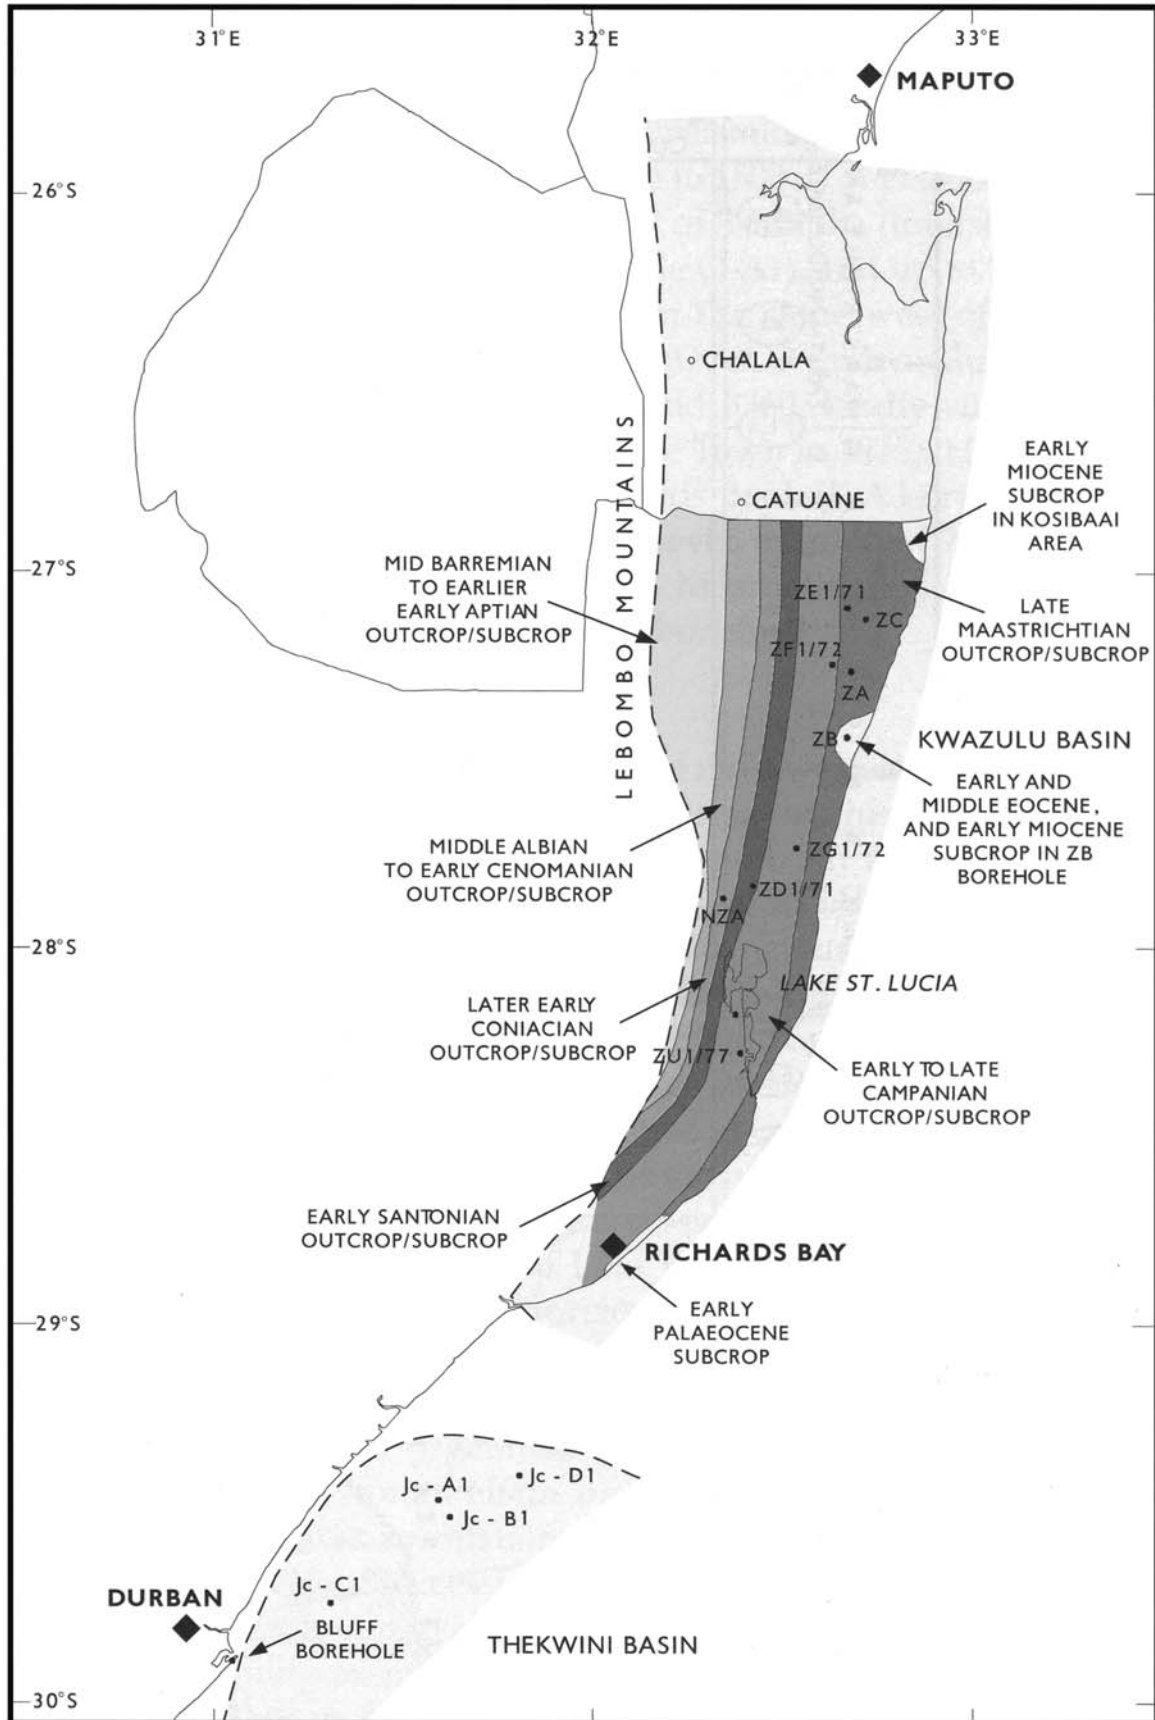 31°E
32°E
33°E
MAPUTO
26°S
CHALALA
LEBOMBO MOUNTAINS
EARLY
MIOCENE
SUBCROP
IN KOSIBAAI
AREA
CATUANE
27°S
MID BARREMIAN
TO EARLIER
EARLY APTIAN
OUTCROP/SUBCROP
ZE1/71
ZC
LATE
MAASTRICHTIAN
OUTCROP/SUBCROP
ZF1/72
ZA
ZB
KWAZULU BASIN
EARLY AND
MIDDLE EOCENE,
AND EARLY MIOCENE
SUBCROP IN ZB
BOREHOLE
MIDDLE ALBIAN
TO EARLY CENOMANIAN
OUTCROP/SUBCROP
ZG1/72
ZD1/71
NZA
28°S
LAKE ST. LUCIA
LATER EARLY
CONIACIAN
OUTCROP/SUBCROP
ZU1/77
EARLY TO LATE
CAMPANIAN
OUTCROP/SUBCROP
EARLY SANTONIAN
OUTCROP/SUBCROP
RICHARDS BAY
29°S
EARLY
PALAEOCENE
SUBCROP
Jc - D1
Jc - A1
Jc - B1
Jc - C1
DURBAN
BLUFF
BOREHOLE
THEKWINI BASIN
30°S